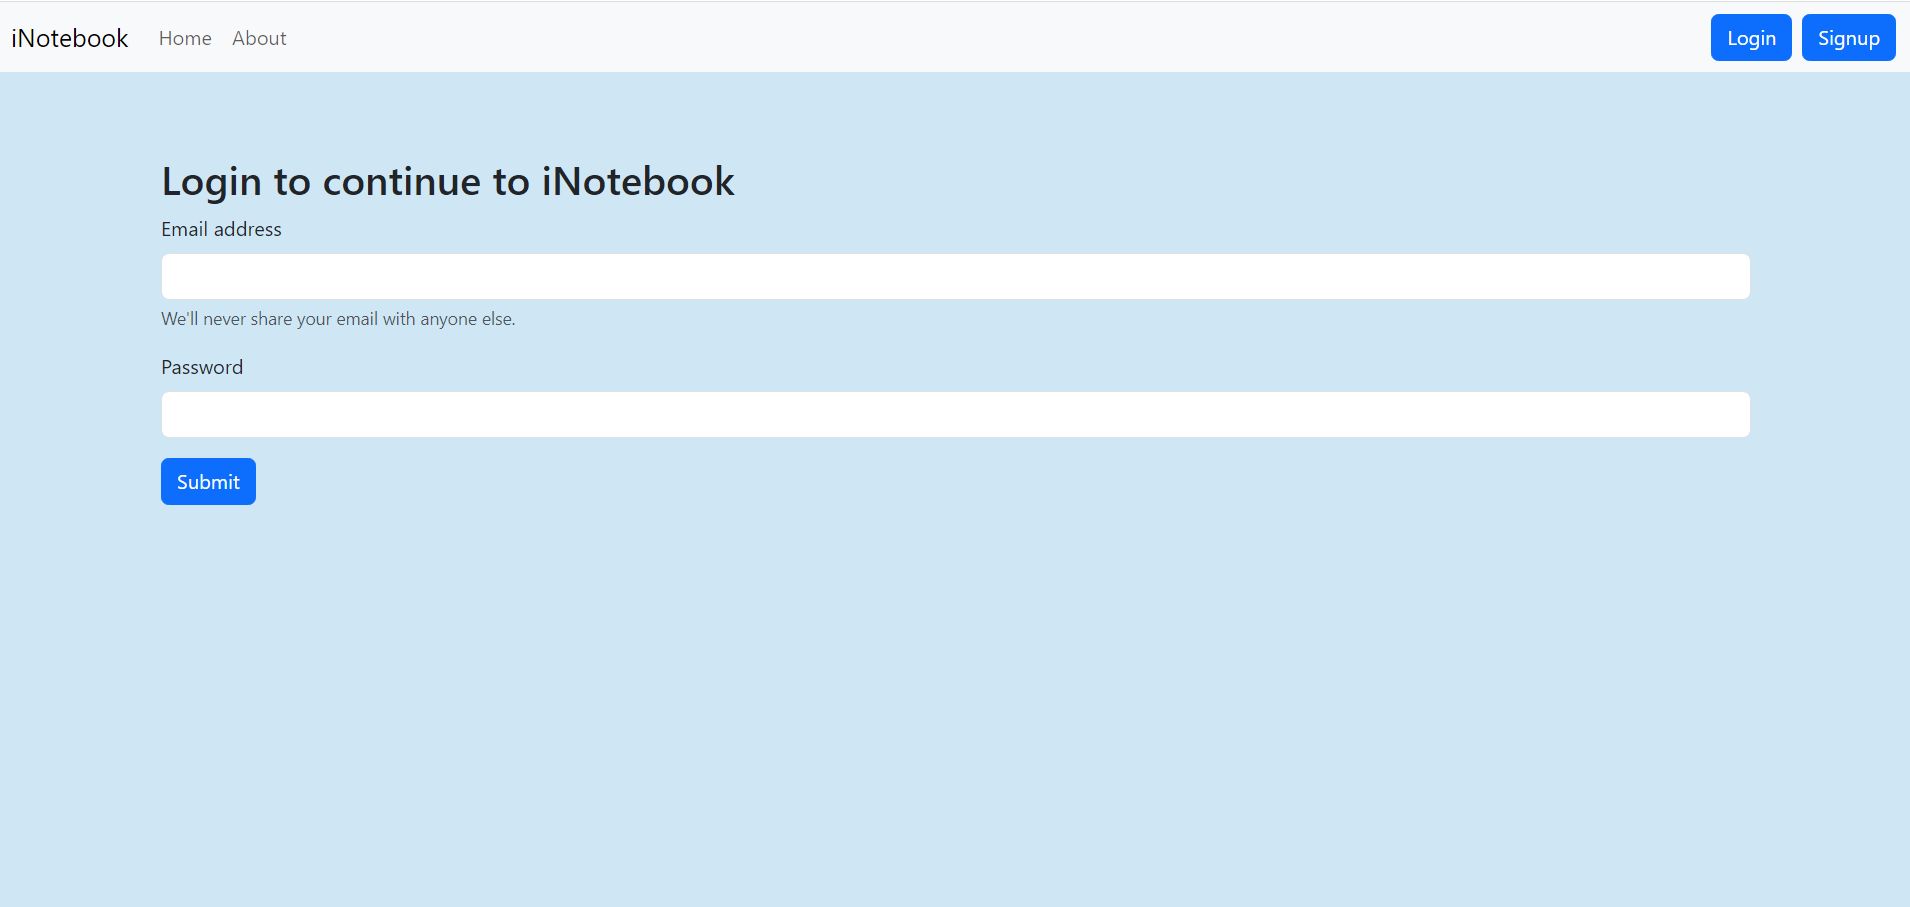 iNotebook Home About Login Signup
Login to continue to iNotebook
Email address
We'll never share your email with anyone else.
Password
Submit